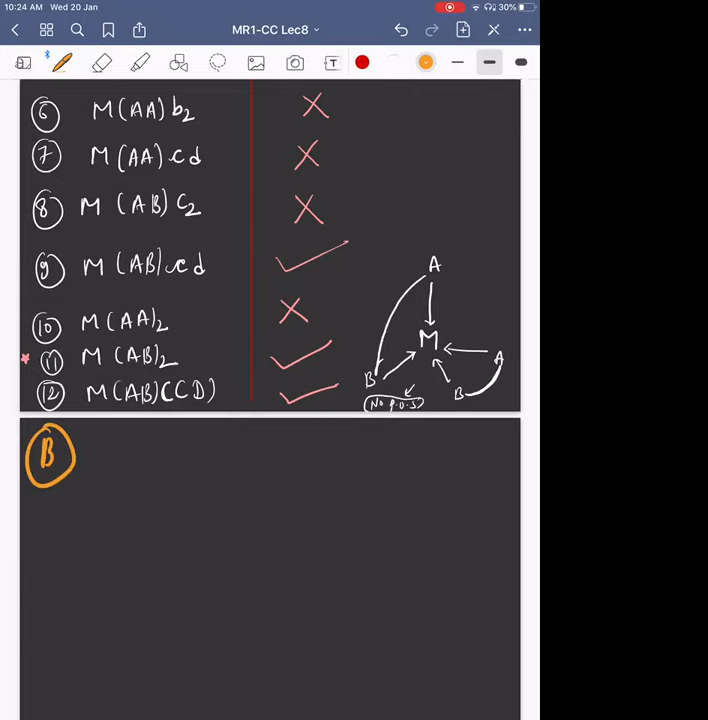 10:24 AM Wed 20 Jan
30%
MR1-CC Lec8
T
6 M(AA)b2
7 M(AA)cd
8 M(AB)c2
9 M(AB)cd
10 M(AA)2
11 M(AB)2
12 M(AB)(CD)
A
M
A
B
B
No P.O.S
B